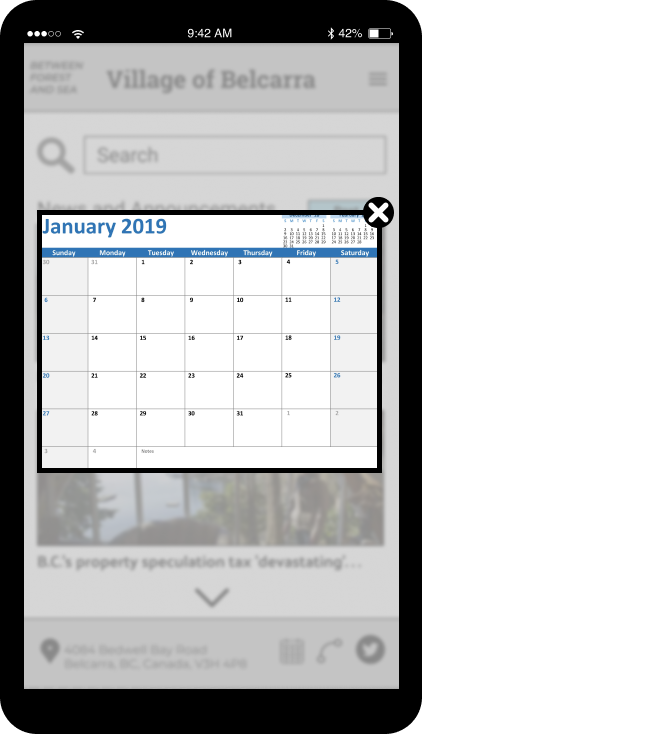 9:42 AM 42%
BETWEEN
FOREST
AND SEA
Village of Belcarra
Search
News and Announcements
January 2019
Sunday Monday Tuesday Wednesday Thursday Friday Saturday
30 31 1 2 3 4 5
6 7 8 9 10 11 12
13 14 15 16 17 18 19
20 21 22 23 24 25 26
27 28 29 30 31 1 2
3 4 Notes
B.C.'s property speculation tax 'devastating'...
4084 Bedwell Bay Road
Belcarra, BC, Canada, V3H 4P8